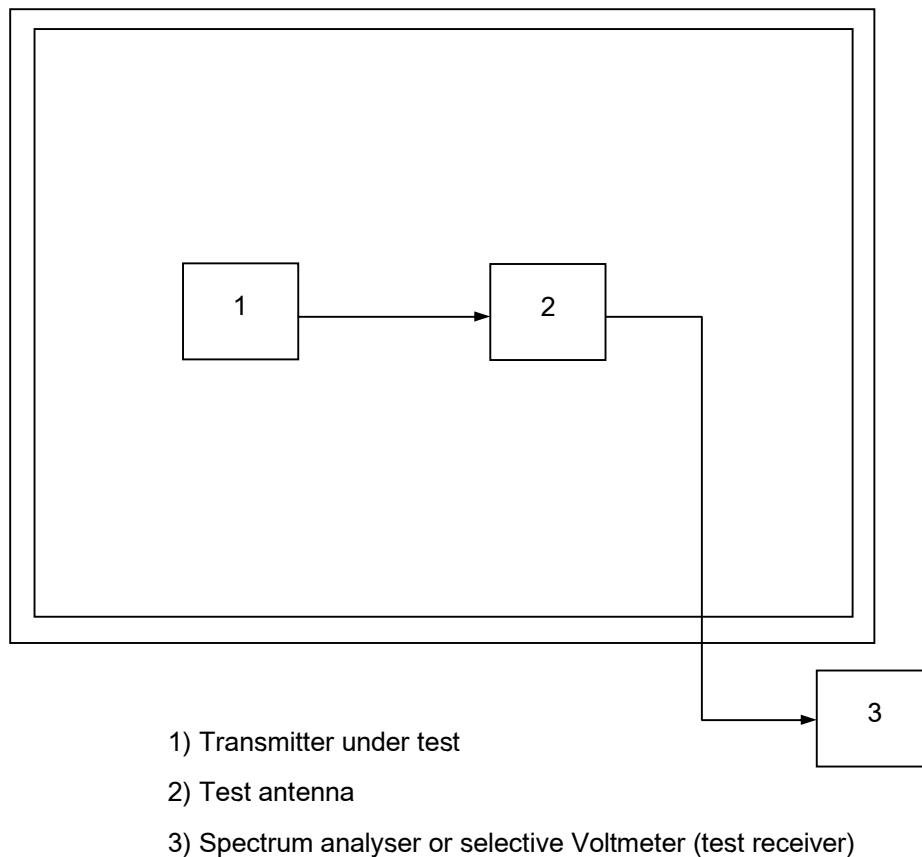 1
2
3
1) Transmitter under test
2) Test antenna
3) Spectrum analyser or selective Voltmeter (test receiver)